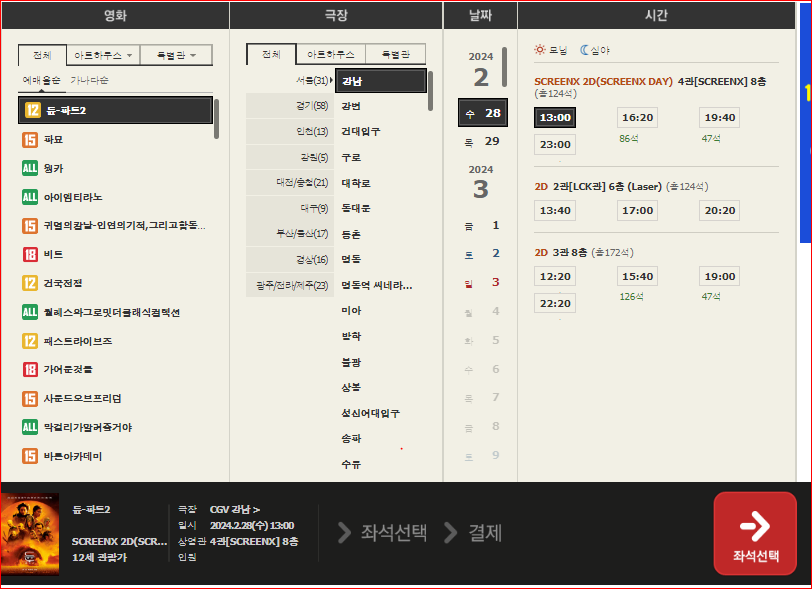 영화
전체 아트하우스 특별관
예매율순 가나다순
12 듄-파트2
15 파묘
ALL 웡카
ALL 아이엠티라노
15 귀멸의칼날-인연의기적,그리고합동...
18 비트
12 건국전쟁
ALL 월레스와그로밋더클래식컬렉션
12 패스트라이브즈
18 가여운것들
15 사운드오브프리덤
ALL 막걸리가알려줄거야
15 바튼아카데미
극장
전체 아트하우스 특별관
서울(31)
경기(58)
인천(13)
강원(5)
대전/충청(21)
대구(9)
부산/울산(17)
경상(16)
광주/전라/제주(23)
강남
강변
건대입구
구로
대학로
동대문
등촌
명동
명동역 씨네라...
미아
방학
불광
상봉
성신여대입구
송파
수유
날짜
2024
2
수 28
목 29
2024
3
금 1
토 2
일 3
월 4
화 5
수 6
목 7
금 8
토 9
시간
모닝 심야
SCREENX 2D(SCREENX DAY) 4관[SCREENX] 8층
(총124석)
13:00 16:20 19:40
86석 47석
23:00
2D 2관[LCK관] 6층 (Laser) (총124석)
13:40 17:00 20:20
2D 3관 8층 (총172석)
12:20 15:40 19:00
126석 47석
22:20
듄-파트2
SCREENX 2D(SCR...
12세 관람가
극장 CGV 강남 >
일시 2024.2.28(수) 13:00
상영관 4관[SCREENX] 8층
인원
좌석선택 결제
좌석선택